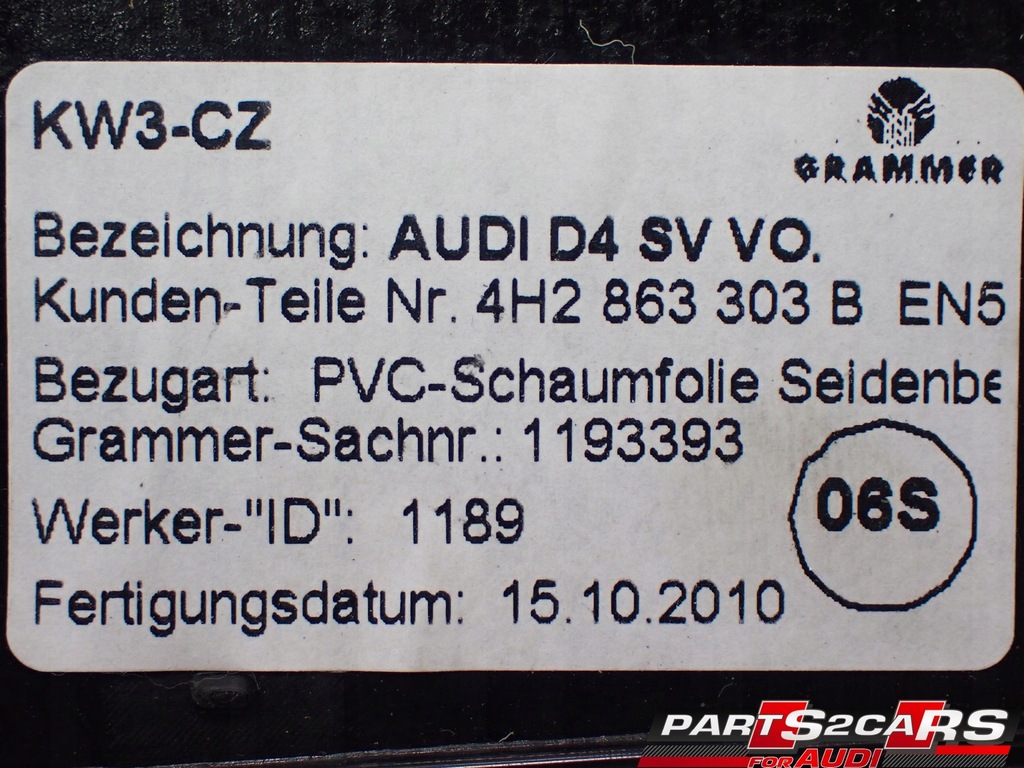 KW3-CZ
GRAMMER
Bezeichnung: AUDI D4 SV VO.
Kunden-Teile Nr. 4H2 863 303 B EN5
Bezugart: PVC-Schaumfolie Seidenbe
Grammer-Sachnr.: 1193393
06S
Werker-"ID": 1189
Fertigungsdatum: 15.10.2010
PARTS2CARS
FOR AUDI